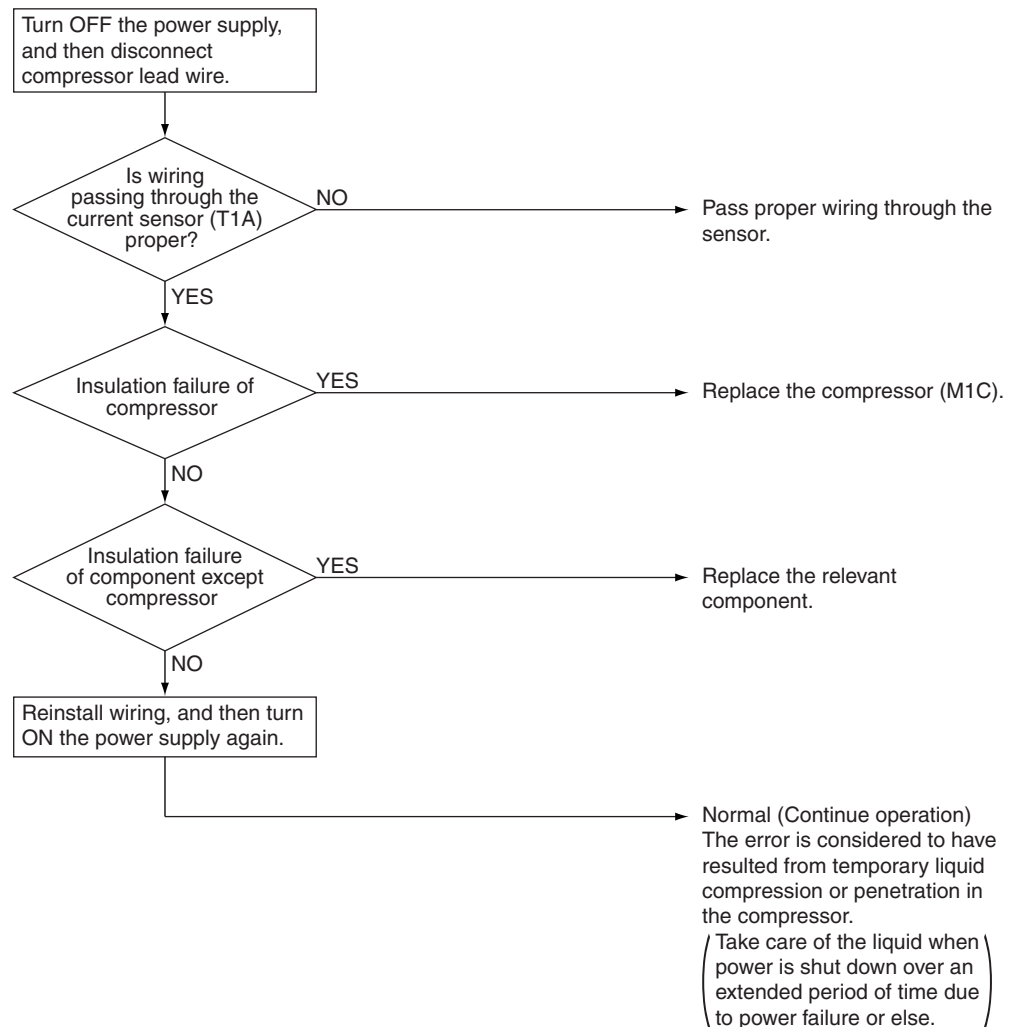 Turn OFF the power supply,
and then disconnect
compressor lead wire.
Is wiring
passing through the
current sensor (T1A)
proper?
NO
Pass proper wiring through the
sensor.
YES
Insulation failure of
compressor
YES
Replace the compressor (M1C).
NO
Insulation failure
of component except
compressor
YES
Replace the relevant
component.
NO
Reinstall wiring, and then turn
ON the power supply again.
Normal (Continue operation)
The error is considered to have
resulted from temporary liquid
compression or penetration in
the compressor.
Take care of the liquid when
power is shut down over an
extended period of time due
to power failure or else.